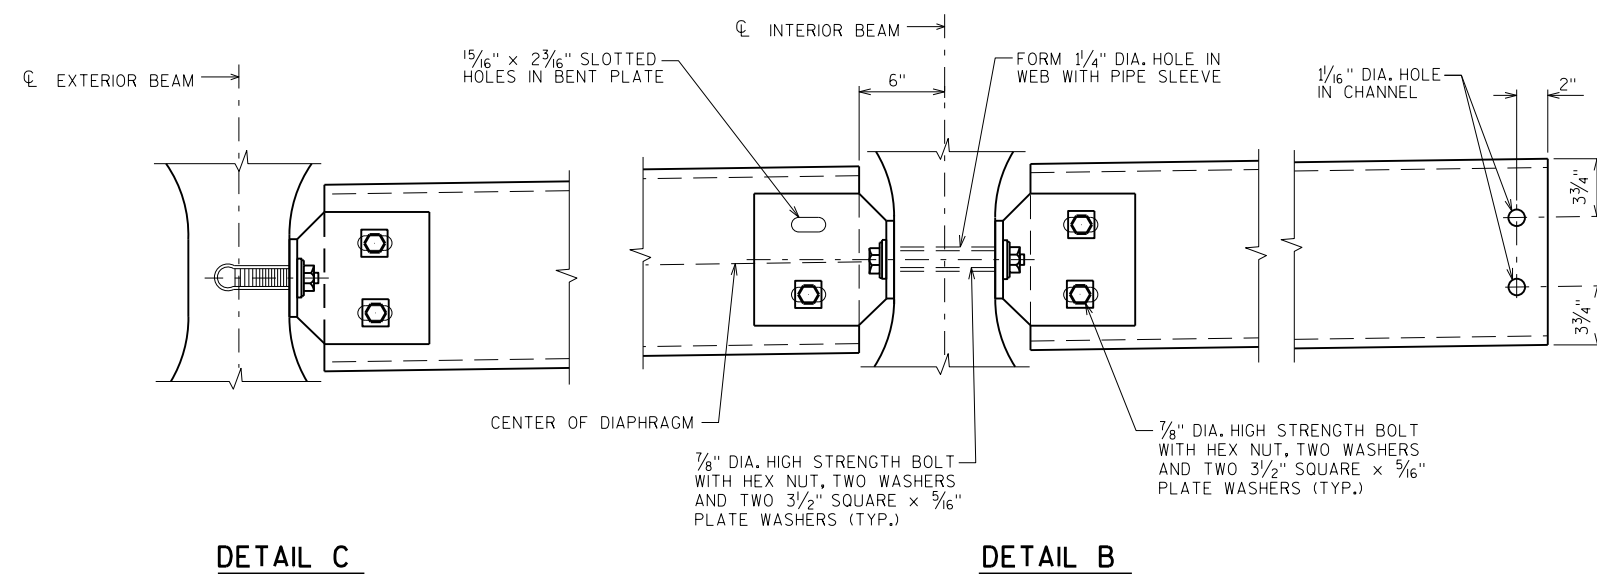 ℄ EXTERIOR BEAM
15/16" × 2 3/16" SLOTTED
HOLES IN BENT PLATE
℄ INTERIOR BEAM
6"
FORM 1 1/4" DIA. HOLE IN
WEB WITH PIPE SLEEVE
1 1/16" DIA. HOLE
IN CHANNEL
2"
3 3/4"
3 3/4"
CENTER OF DIAPHRAGM
7/8" DIA. HIGH STRENGTH BOLT
WITH HEX NUT, TWO WASHERS
AND TWO 3 1/2" SQUARE × 5/16"
PLATE WASHERS (TYP.)
7/8" DIA. HIGH STRENGTH BOLT
WITH HEX NUT, TWO WASHERS
AND TWO 3 1/2" SQUARE × 5/16"
PLATE WASHERS (TYP.)
DETAIL C
DETAIL B